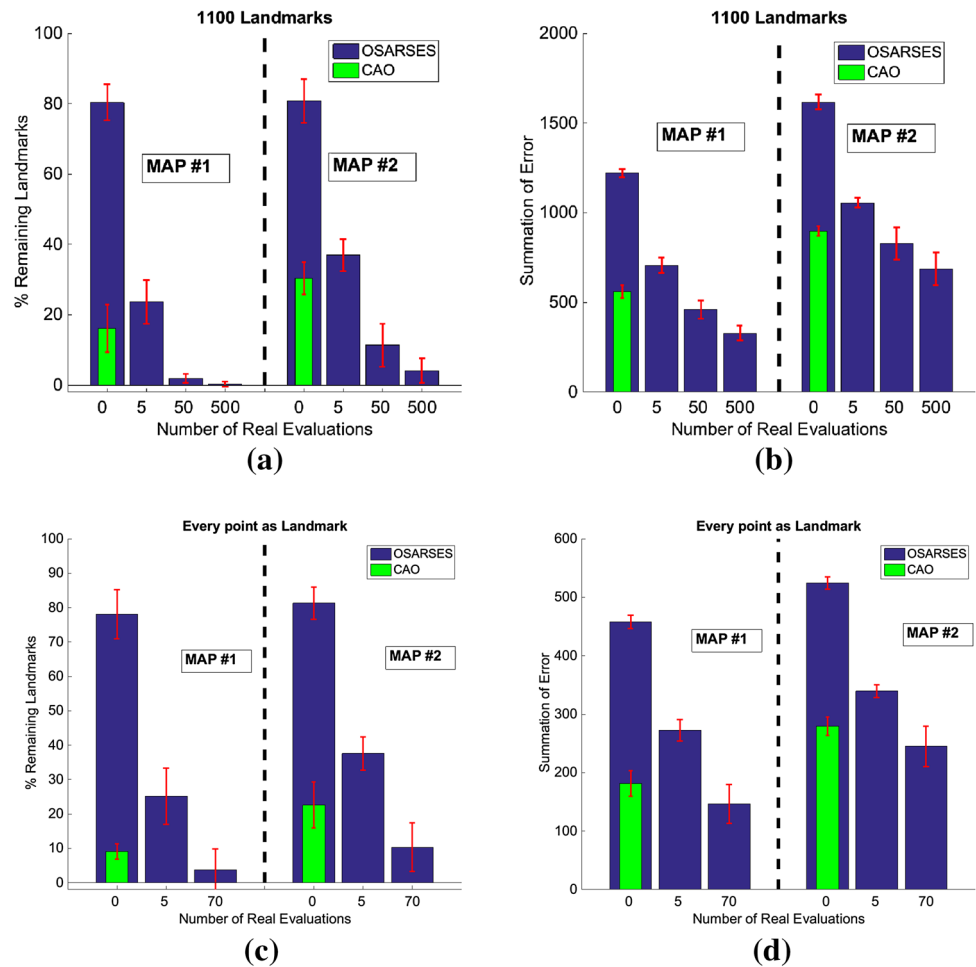 1100 Landmarks
100
80
60
40
20
0
% Remaining Landmarks
OSARSES
CAO
MAP #1
MAP #2
0 5 50 500 0 5 50 500
Number of Real Evaluations
(a)
1100 Landmarks
2000
1500
1000
500
0
Summation of Error
OSARSES
CAO
MAP #1
MAP #2
0 5 50 500 0 5 50 500
Number of Real Evaluations
(b)
Every point as Landmark
100
90
80
70
60
50
40
30
20
10
0
% Remaining Landmarks
OSARSES
CAO
MAP #1
MAP #2
0 5 70 0 5 70
Number of Real Evaluations
(c)
Every point as Landmark
600
500
400
300
200
100
0
Summation of Error
OSARSES
CAO
MAP #1
MAP #2
0 5 70 0 5 70
Number of Real Evaluations
(d)